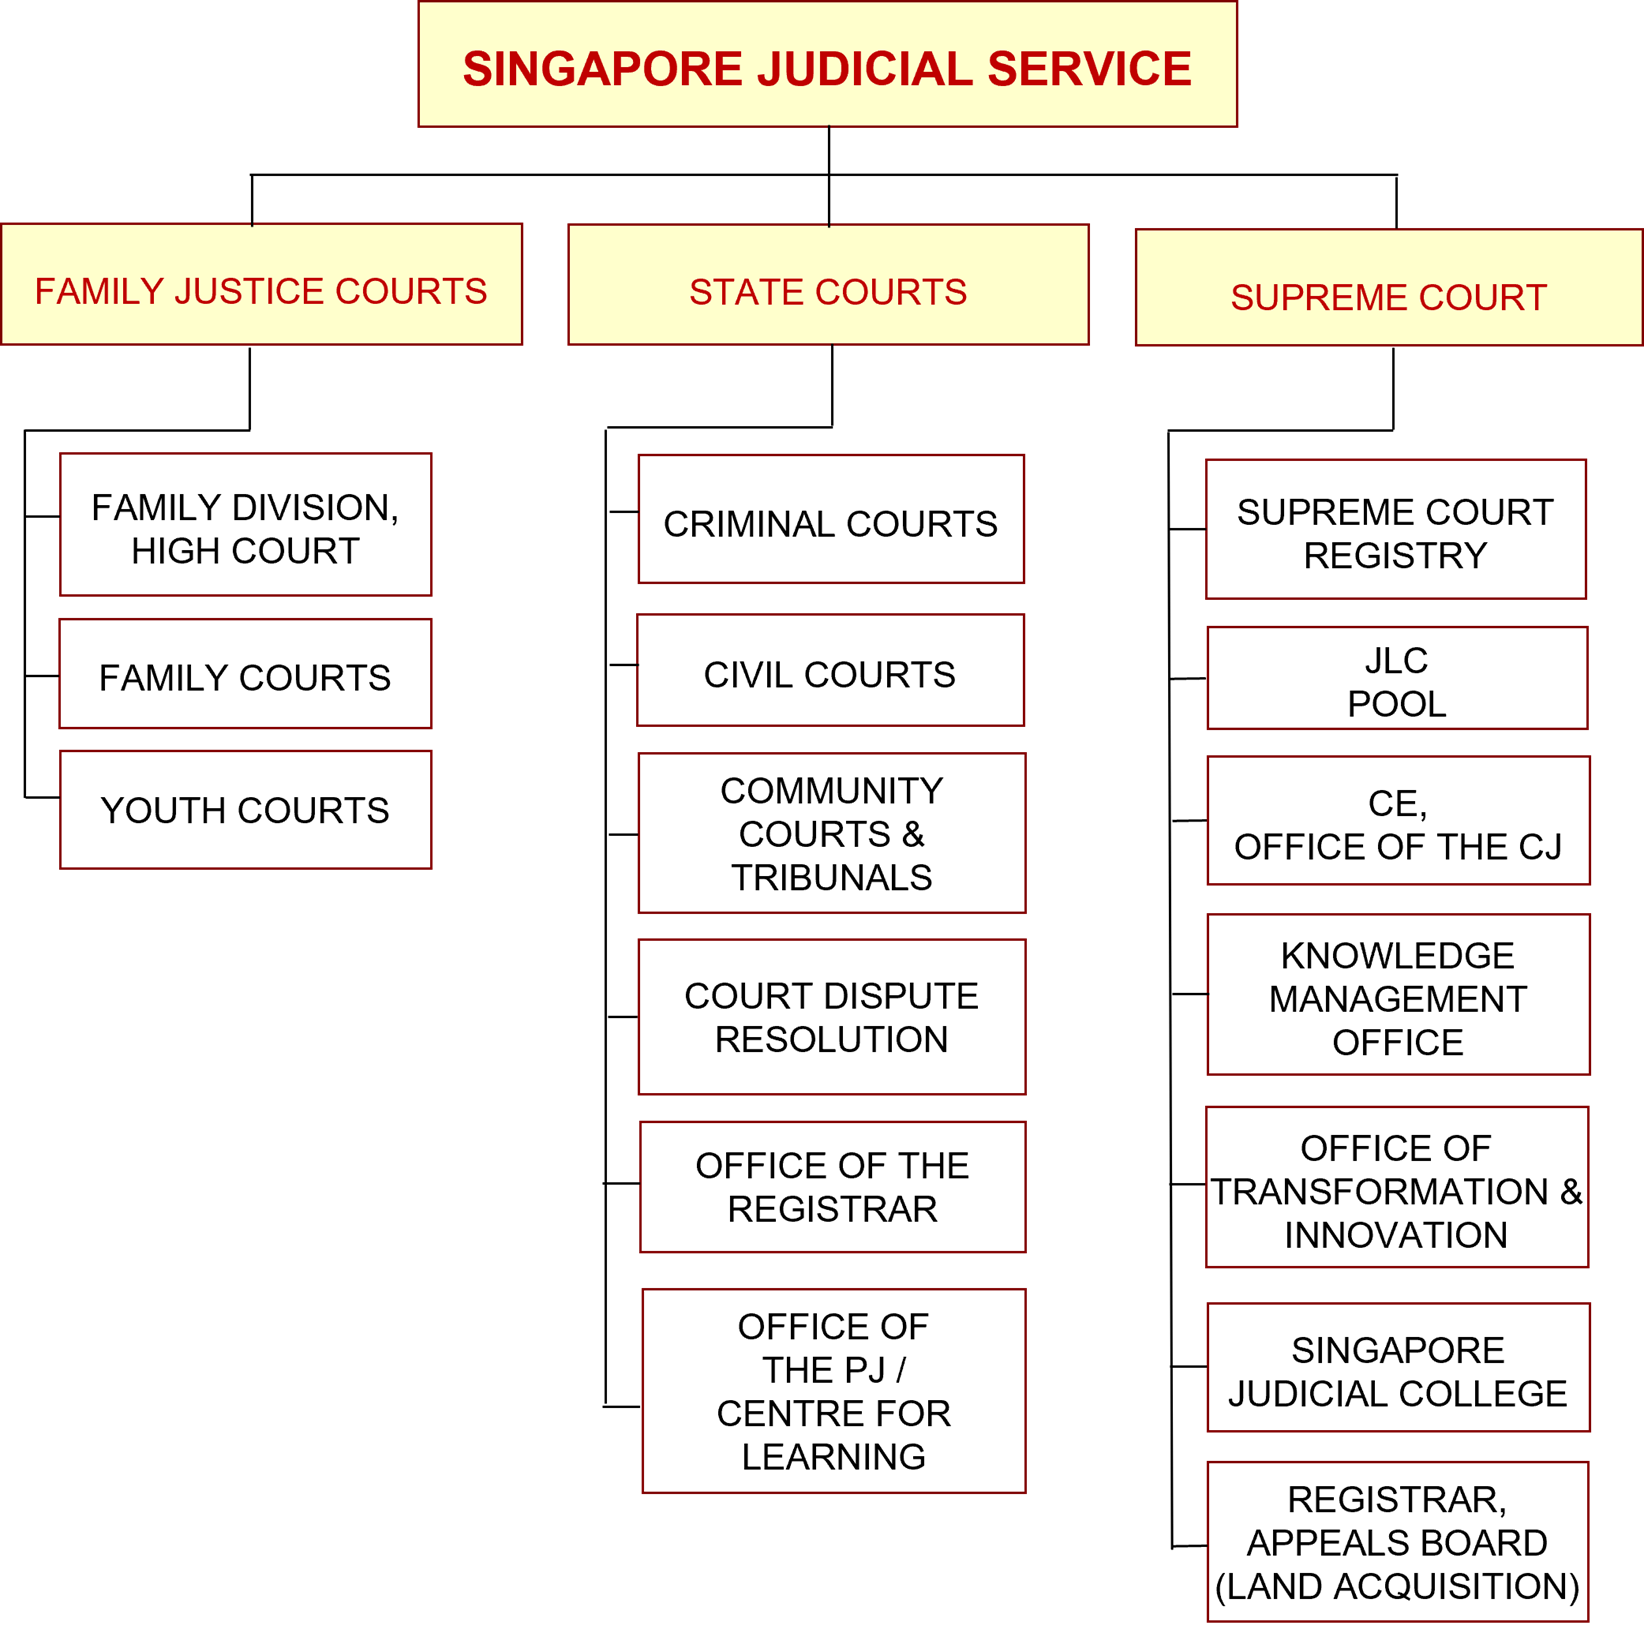 SINGAPORE JUDICIAL SERVICE
FAMILY JUSTICE COURTS
STATE COURTS
SUPREME COURT
FAMILY DIVISION,
HIGH COURT
FAMILY COURTS
YOUTH COURTS
CRIMINAL COURTS
CIVIL COURTS
COMMUNITY
COURTS &
TRIBUNALS
COURT DISPUTE
RESOLUTION
OFFICE OF THE
REGISTRAR
OFFICE OF
THE PJ /
CENTRE FOR
LEARNING
SUPREME COURT
REGISTRY
JLC
POOL
CE,
OFFICE OF THE CJ
KNOWLEDGE
MANAGEMENT
OFFICE
OFFICE OF
TRANSFORMATION &
INNOVATION
SINGAPORE
JUDICIAL COLLEGE
REGISTRAR,
APPEALS BOARD
(LAND ACQUISITION)